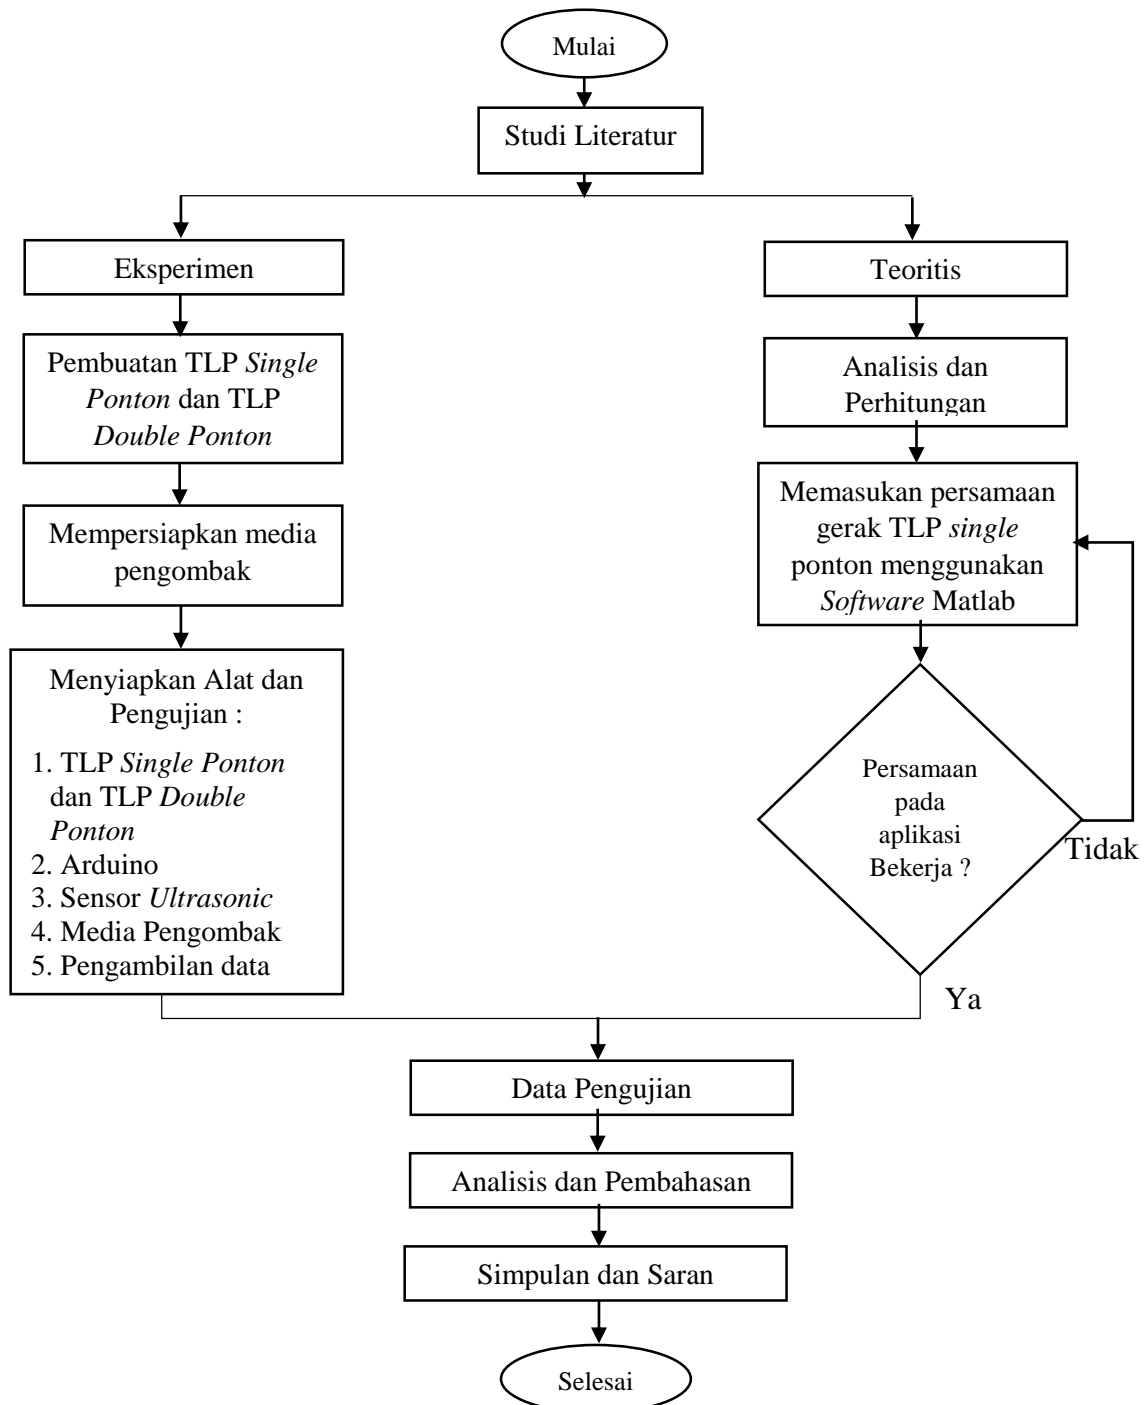 Mulai
Studi Literatur
Eksperimen
Pembuatan TLP Single
Ponton dan TLP
Double Ponton
Mempersiapkan media
pengombak
Menyiapkan Alat dan
Pengujian :
1. TLP Single Ponton
dan TLP Double
Ponton
2. Arduino
3. Sensor Ultrasonic
4. Media Pengombak
5. Pengambilan data
Teoritis
Analisis dan
Perhitungan
Memasukan persamaan
gerak TLP single
ponton menggunakan
Software Matlab
Persamaan
pada
aplikasi
Bekerja ?
Tidak
Ya
Data Pengujian
Analisis dan Pembahasan
Simpulan dan Saran
Selesai